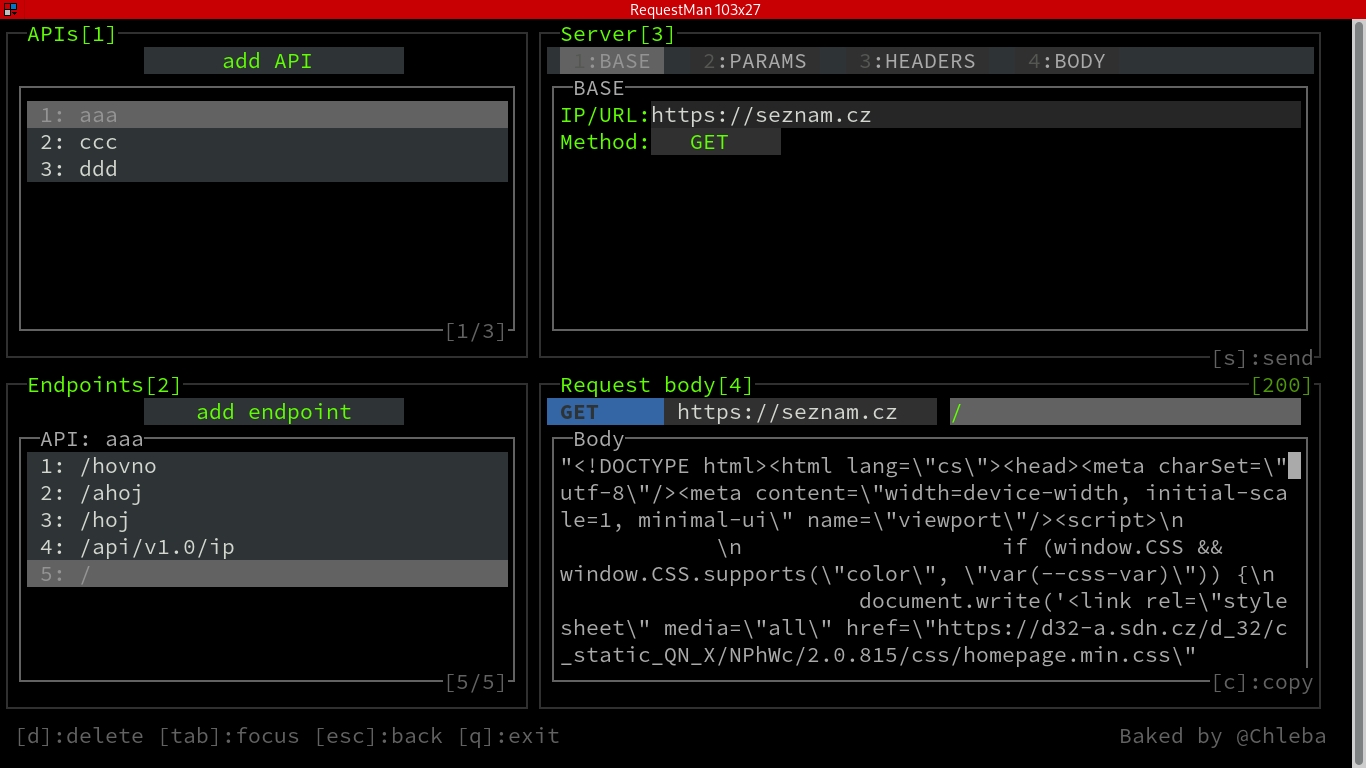 RequestMan 103x27
APIs[1]
add API
1: aaa
2: ccc
3: ddd
[1/3]
Server[3]
1:BASE 2:PARAMS 3:HEADERS 4:BODY
BASE
IP/URL:https://seznam.cz
Method: GET
[s]:send
Endpoints[2]
add endpoint
API: aaa
1: /hovno
2: /ahoj
3: /hoj
4: /api/v1.0/ip
5: /
[5/5]
Request body[4] [200]
GET https://seznam.cz /
Body
"<!DOCTYPE html><html lang=\"cs\"><head><meta charSet=\"
utf-8\"/><meta content=\"width=device-width, initial-sca
le=1, minimal-ui\" name=\"viewport\"/><script>\n
\n if (window.CSS &&
window.CSS.supports(\"color\", \"var(--css-var)\")) {\n
document.write('<link rel=\"style
sheet\" media=\"all\" href=\"https://d32-a.sdn.cz/d_32/c
_static_QN_X/NPhWc/2.0.815/css/homepage.min.css\"
[c]:copy
[d]:delete [tab]:focus [esc]:back [q]:exit
Baked by @Chleba